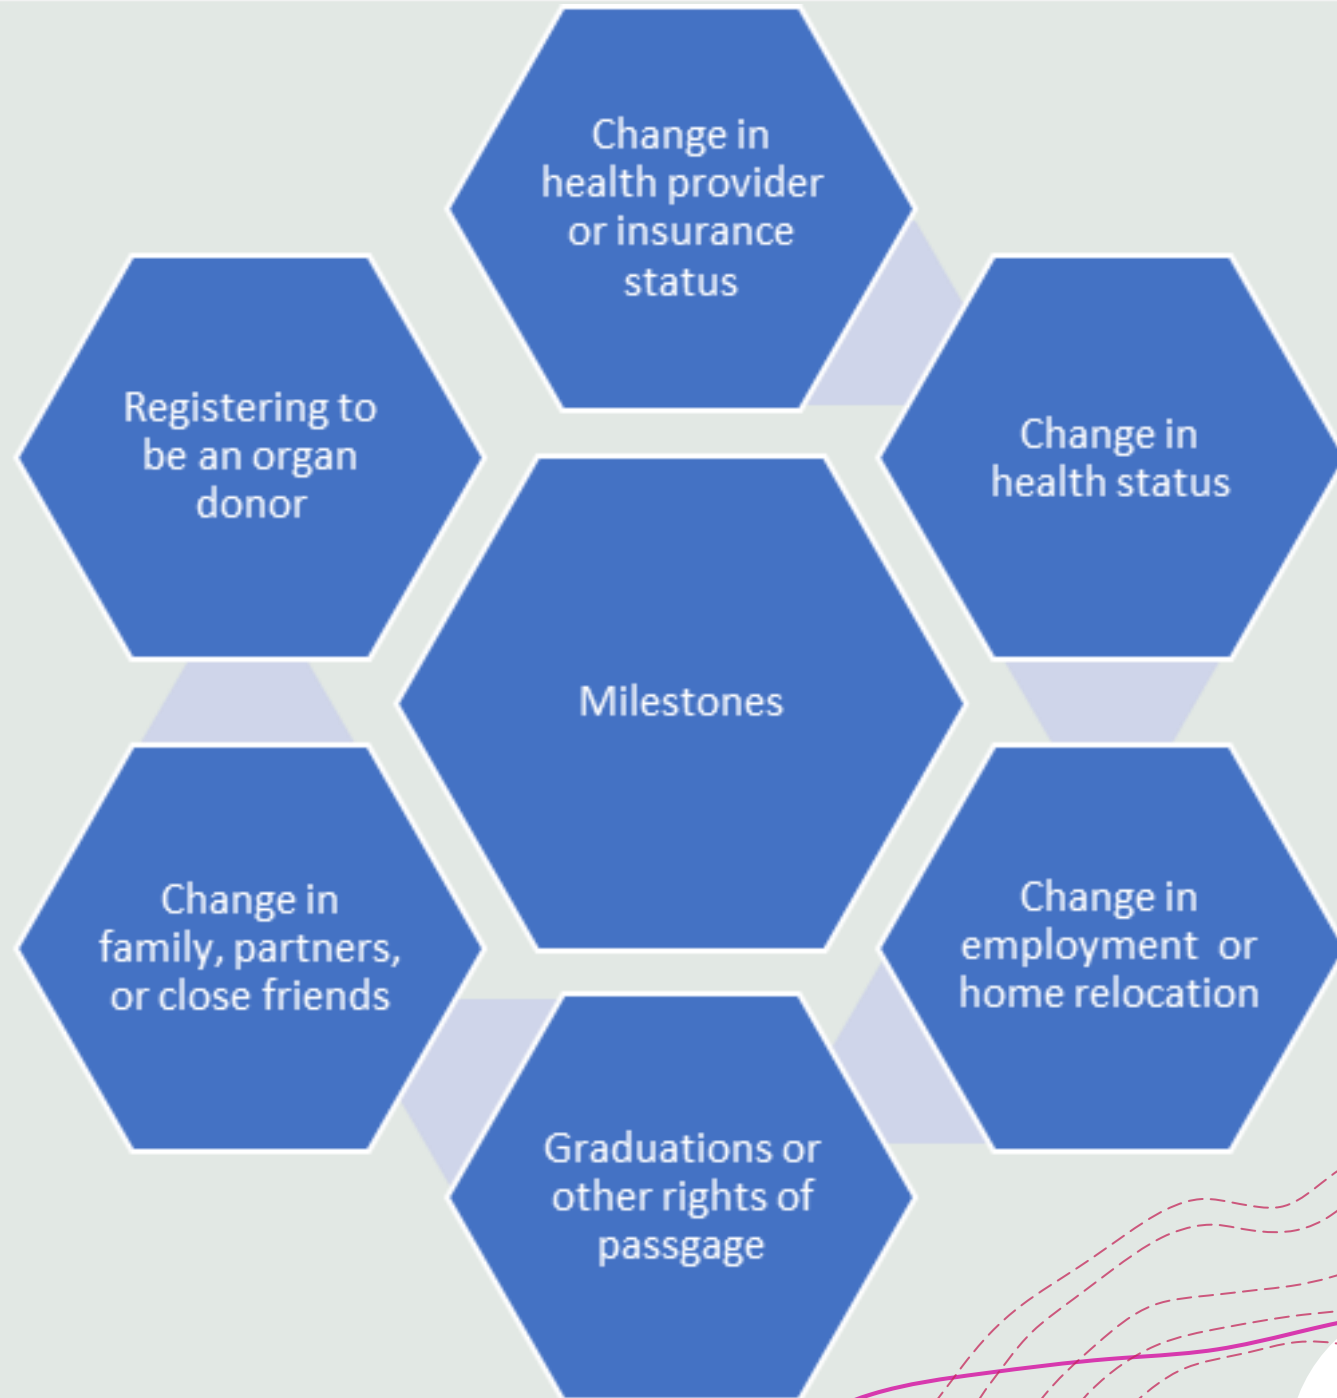 Change in
health provider
or insurance
status
Registering to
be an organ
donor
Change in
health status
Milestones
Change in
family, partners,
or close friends
Change in
employment  or
home relocation
Graduations or
other rights of
passgage